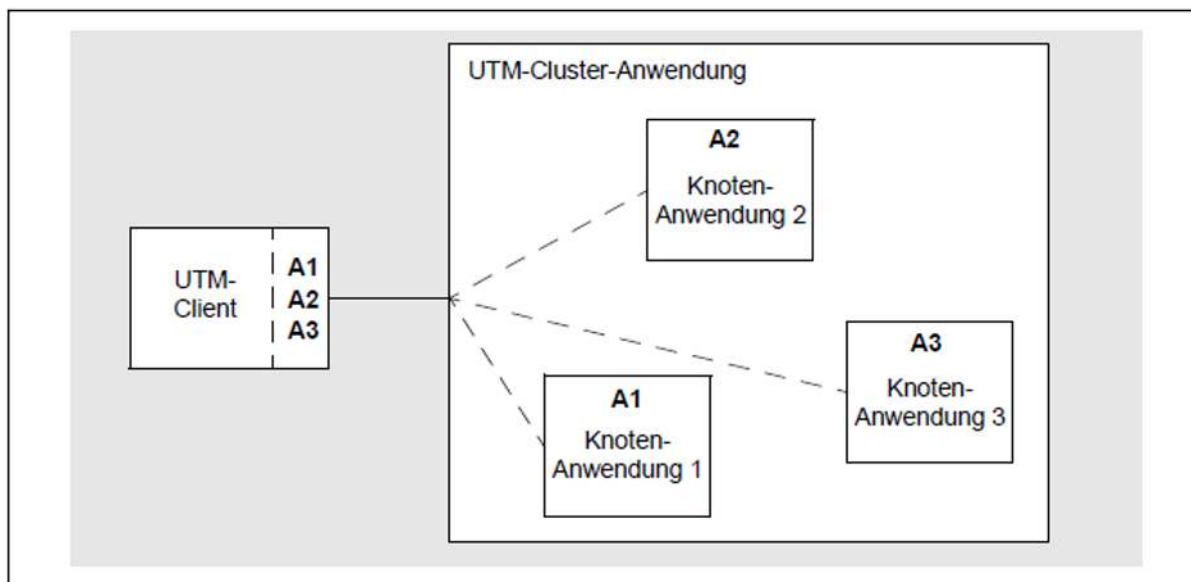 UTM-Cluster-Anwendung
A2
Knoten-
Anwendung 2
UTM-
Client
A1
A2
A3
A3
Knoten-
Anwendung 3
A1
Knoten-
Anwendung 1